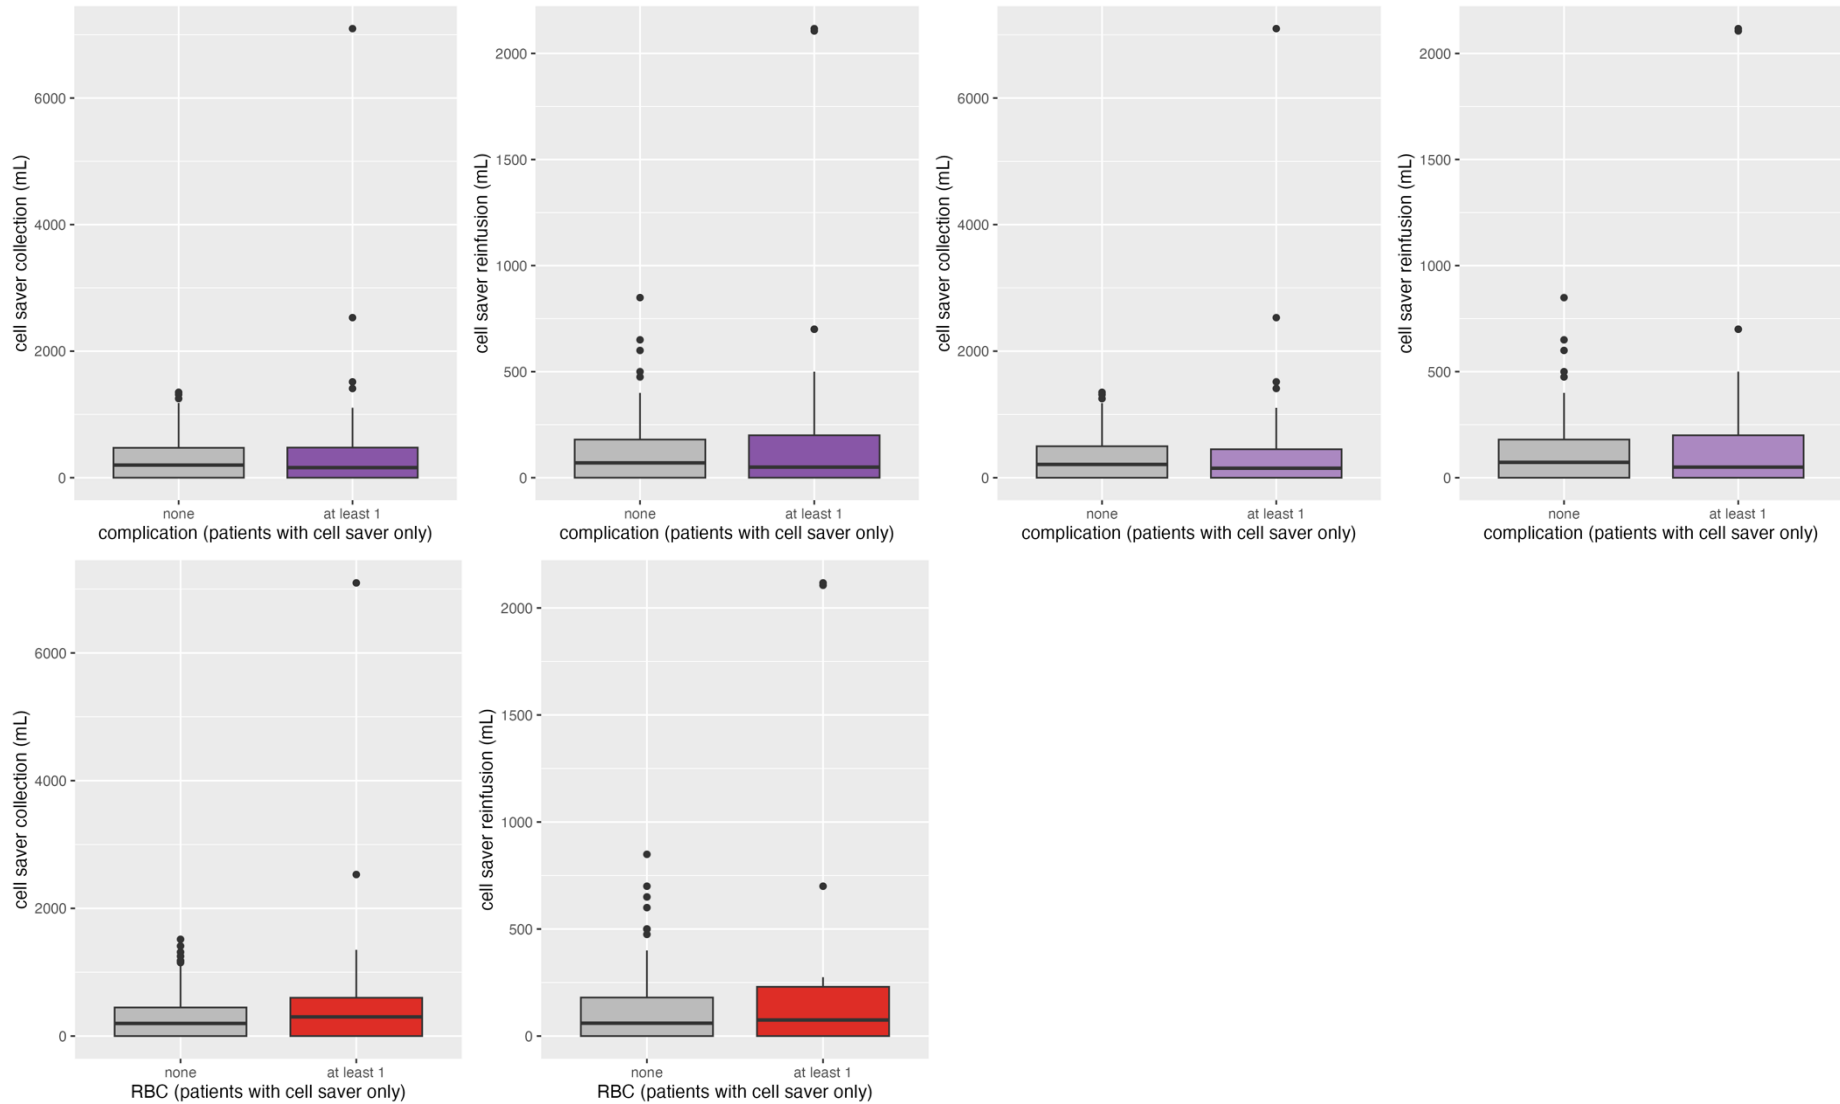 cell saver collection (mL)
6000
4000
2000
0
none
at least 1
complication (patients with cell saver only)
cell saver reinfusion (mL)
2000
1500
1000
500
0
none
at least 1
complication (patients with cell saver only)
cell saver collection (mL)
6000
4000
2000
0
none
at least 1
complication (patients with cell saver only)
cell saver reinfusion (mL)
2000
1500
1000
500
0
none
at least 1
complication (patients with cell saver only)
cell saver collection (mL)
6000
4000
2000
0
none
at least 1
RBC (patients with cell saver only)
cell saver reinfusion (mL)
2000
1500
1000
500
0
none
at least 1
RBC (patients with cell saver only)